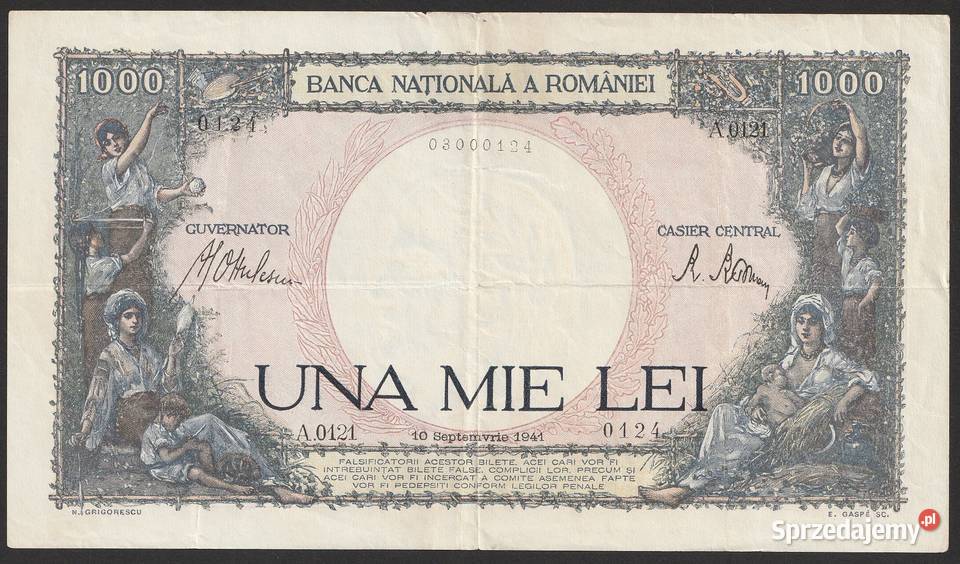 BANCA NAȚIONALĂ A ROMÂNIEI
1000
1000
0124
A.0121
03000124
GUVERNATOR
CASIER CENTRAL
UNA MIE LEI
A.0121
10 Septemvrie 1941
0124
FALSIFICATORII ACESTOR BILETE, ACEI CARI VOR FI
INTREBUINȚAT BILETE FALSE, COMPLICII LOR, PRECUM ȘI
ACEI CARI VOR FI INCERCAT A COMITE ASEMENEA FAPTE
VOR FI PEDEPSIȚI CONFORM LEGILOR PENALE
N. GRIGORESCU
E. GASPÉ SC.
Sprzedajemy.pl